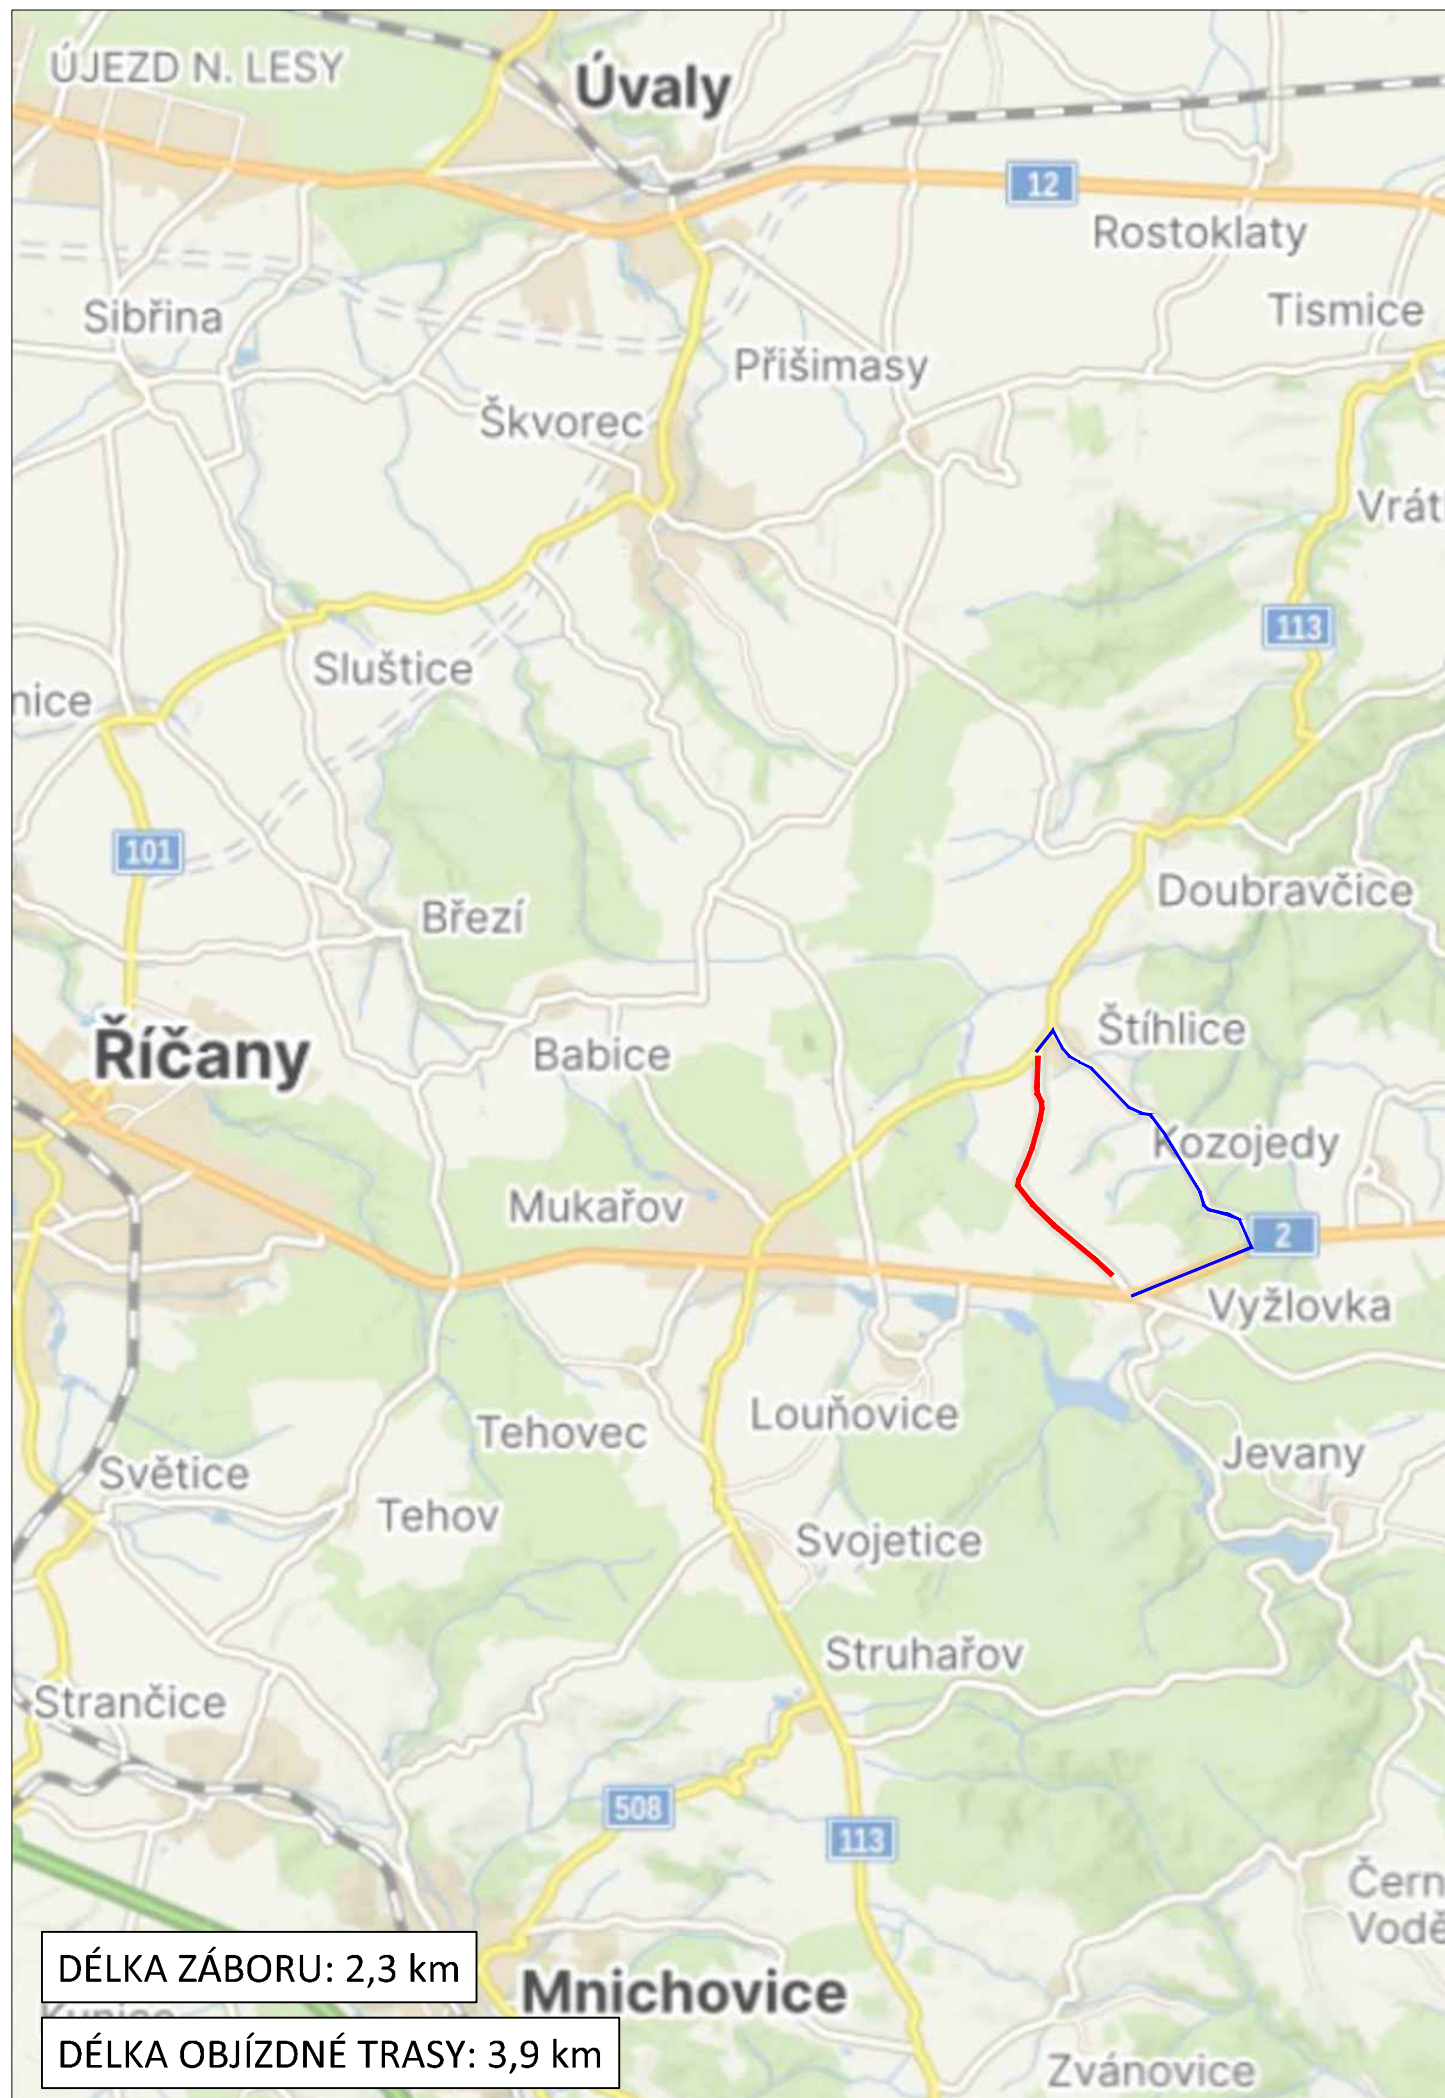 ÚJEZD N. LESY
Úvaly
12
Rostoklaty
Sibřina
Tismice
Přišimasy
Škvorec
Vrát
113
Sluštice
nice
101
Doubravčice
Březí
Štíhlice
Říčany
Babice
Kozojedy
Mukařov
2
Vyžlovka
Louňovice
Tehovec
Jevany
Světice
Tehov
Svojetice
Struhařov
Strančice
508
113
Čern
Vodě
DÉLKA ZÁBORU: 2,3 km
Mnichovice
Kunice
DÉLKA OBJÍZDNÉ TRASY: 3,9 km
Zvánovice